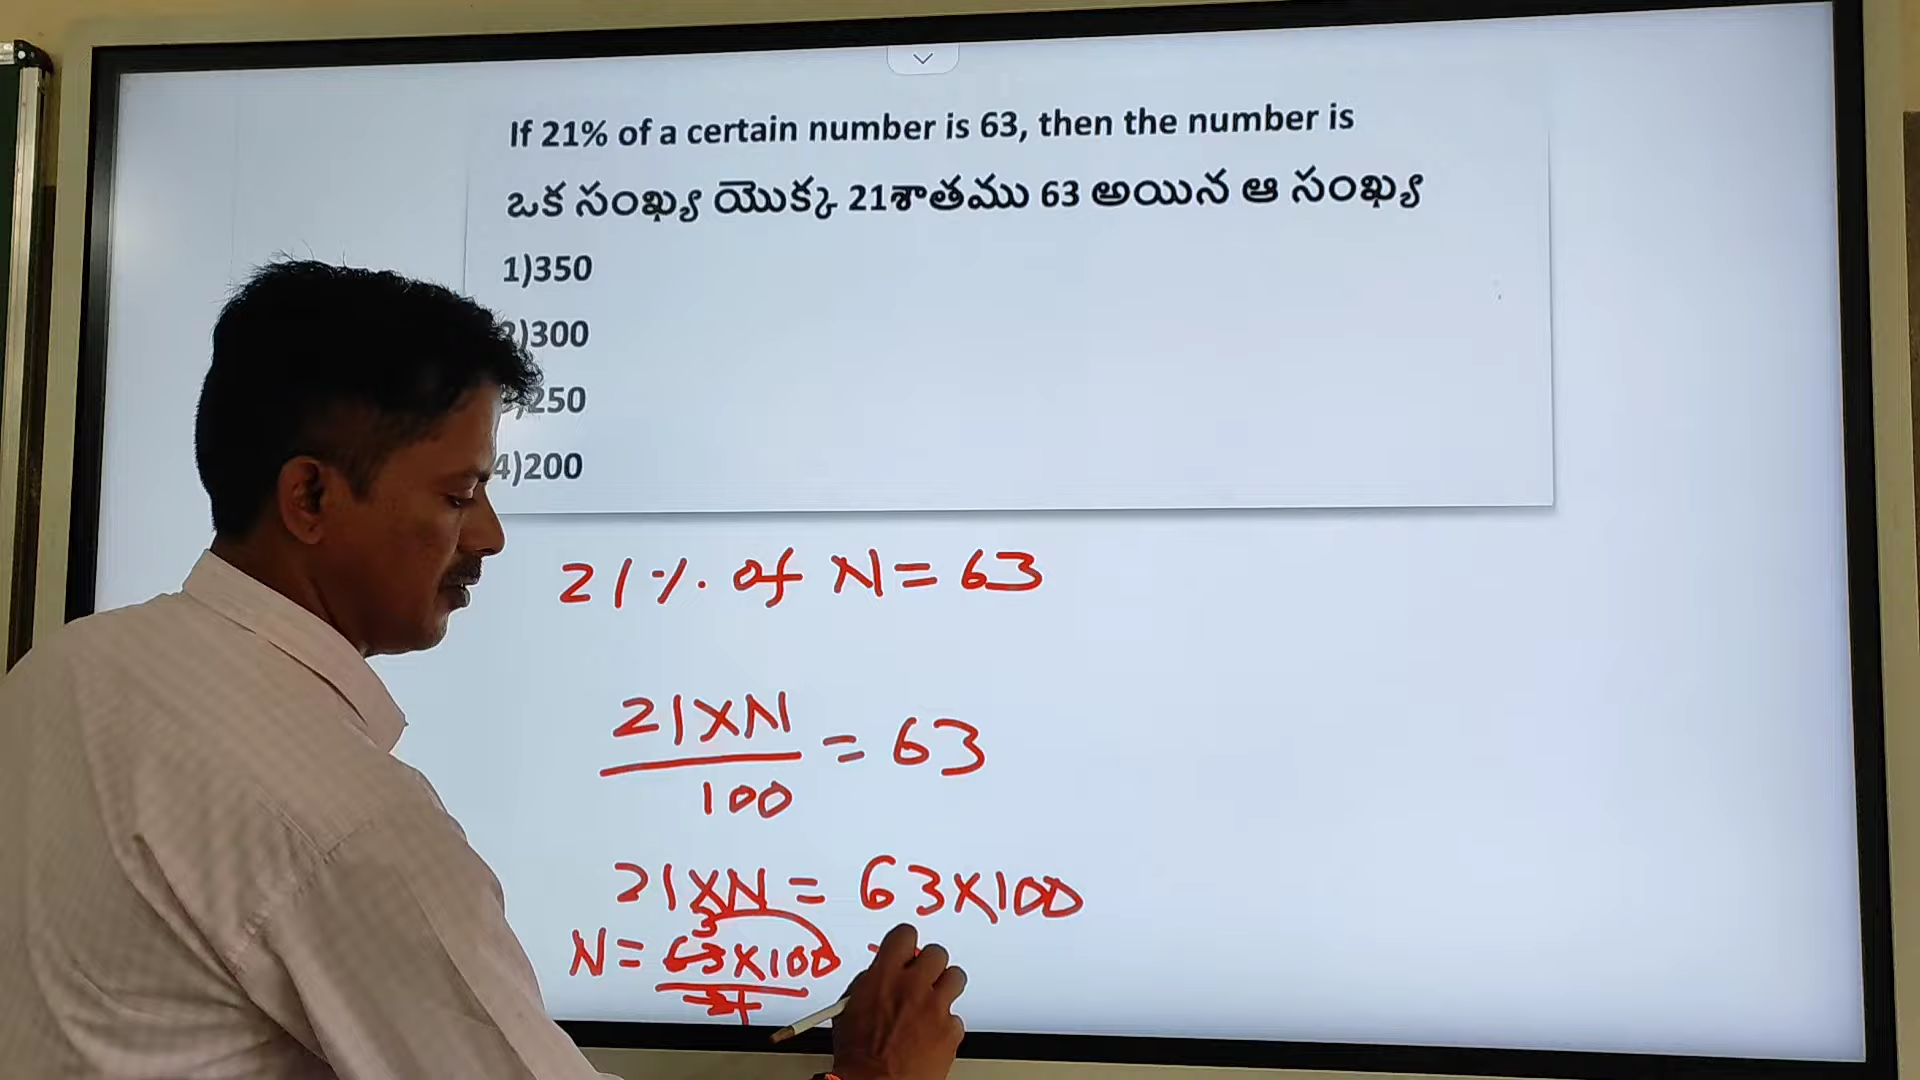 If 21% of a certain number is 63, then the number is
ఒక సంఖ్య యొక్క 21శాతము 63 అయిన ఆ సంఖ్య
1)350
)300
250
4)200
21% of N = 63
21×N
100
= 63
21×N = 63×100
3
N = 63×100 =
21